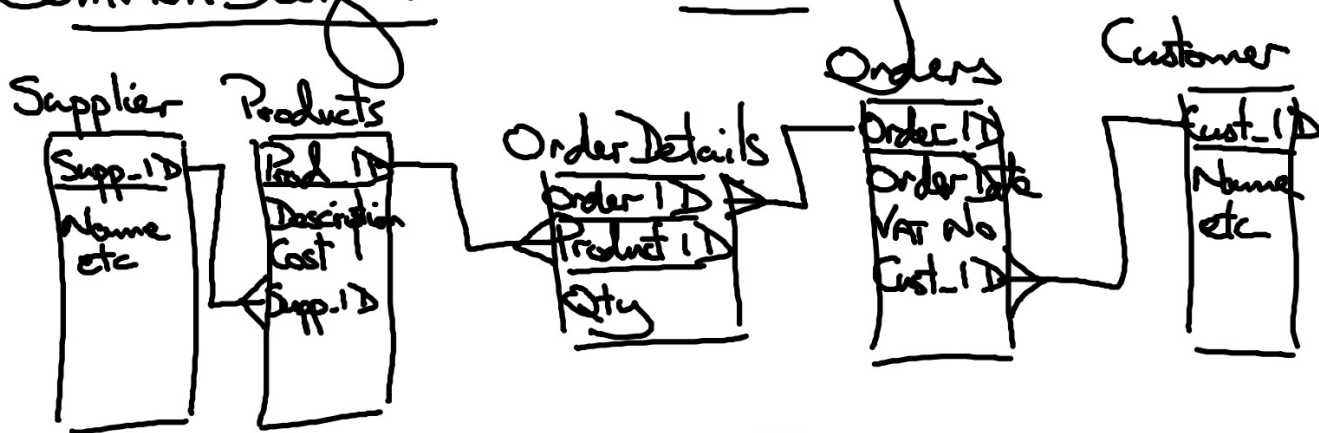 Supplier
Supp_ID
Name
etc
Products
Prod_ID
Description
Cost
Supp_ID
Order Details
Order ID
Product ID
Qty
Orders
Order ID
Order Date
VAT No
Cust_ID
Customer
Cust_ID
Name
etc